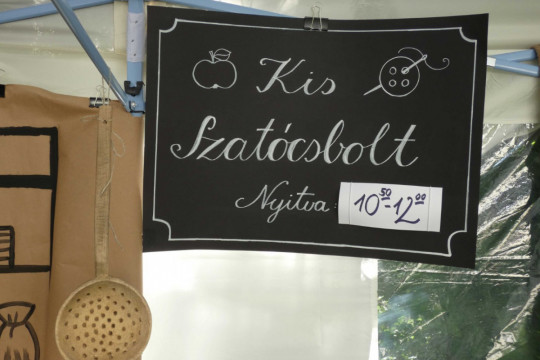 Kis
Szatócsbolt
Nyitva: 10⁵⁰-12⁰⁰